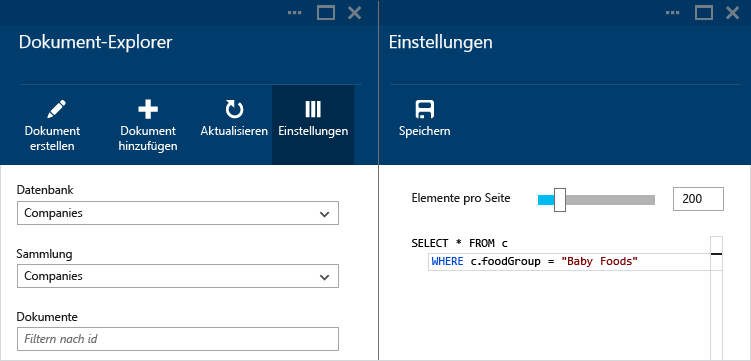 Dokument-Explorer
Dokument
erstellen
Dokument
hinzufügen
Aktualisieren
Einstellungen
Datenbank
Companies
Sammlung
Companies
Dokumente
Filtern nach id
Einstellungen
Speichern
Elemente pro Seite
200
SELECT * FROM c
WHERE c.foodGroup = "Baby Foods"